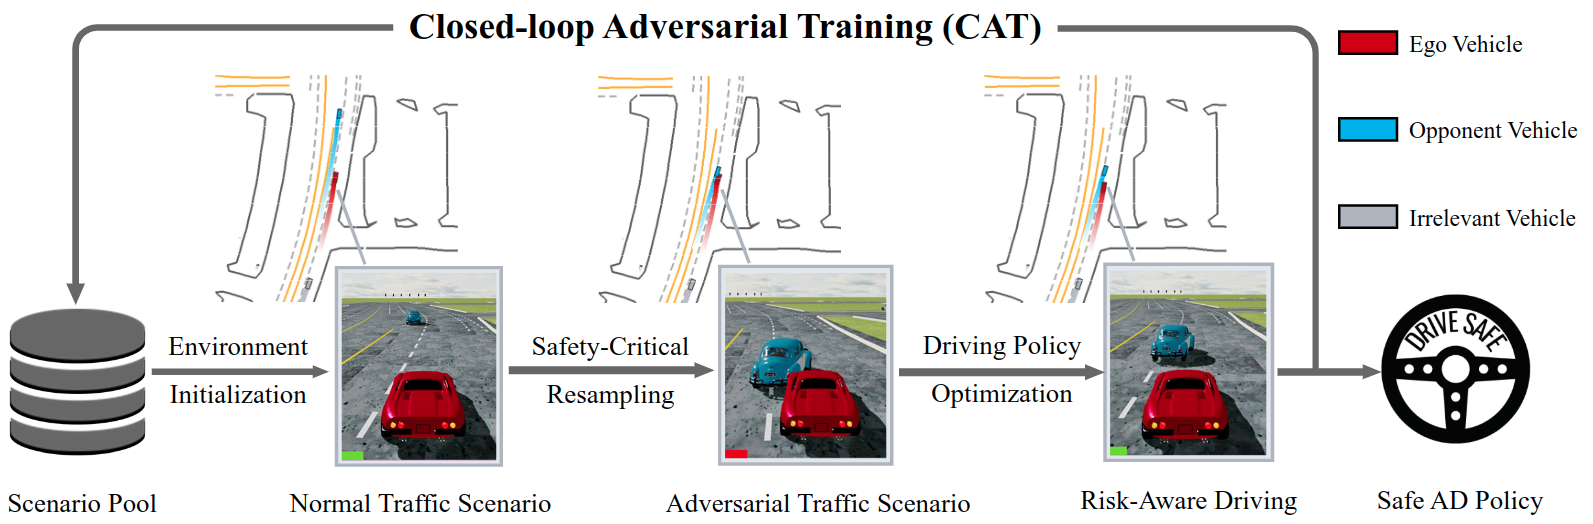 Closed-loop Adversarial Training (CAT)
Ego Vehicle
Opponent Vehicle
Irrelevant Vehicle
Environment
Initialization
Safety-Critical
Resampling
Driving Policy
Optimization
DRIVE SAFE
Scenario Pool
Normal Traffic Scenario
Adversarial Traffic Scenario
Risk-Aware Driving
Safe AD Policy